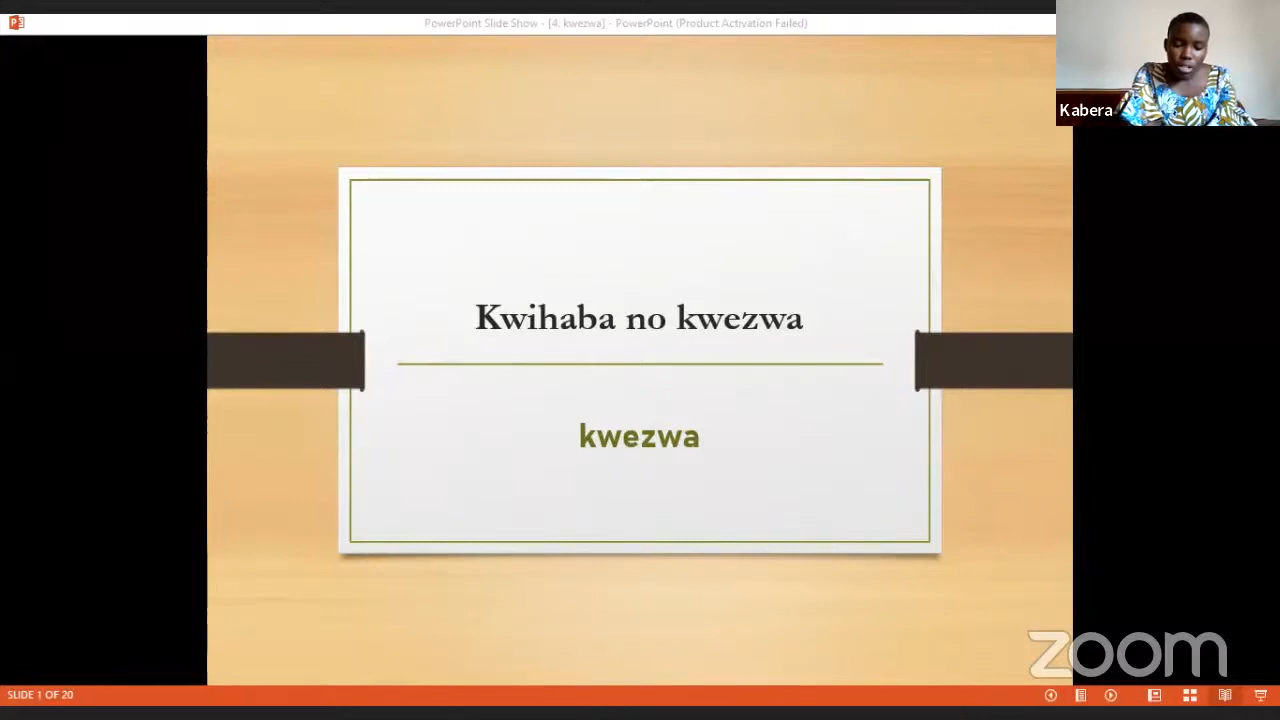 PowerPoint Slide Show - [4. kwezwa] - PowerPoint (Product Activation Failed)
Kabera
Kwihaba no kwezwa
kwezwa
zoom
SLIDE 1 OF 20